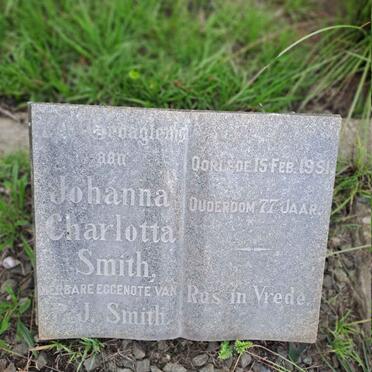 aan
Johanna
Charlotta
Smith,
EGGENOTE VAN
J. Smith.
OORLEDE 15 FEB. 1951.
OUDERDOM 77 JAAR.
Rus in Vrede.